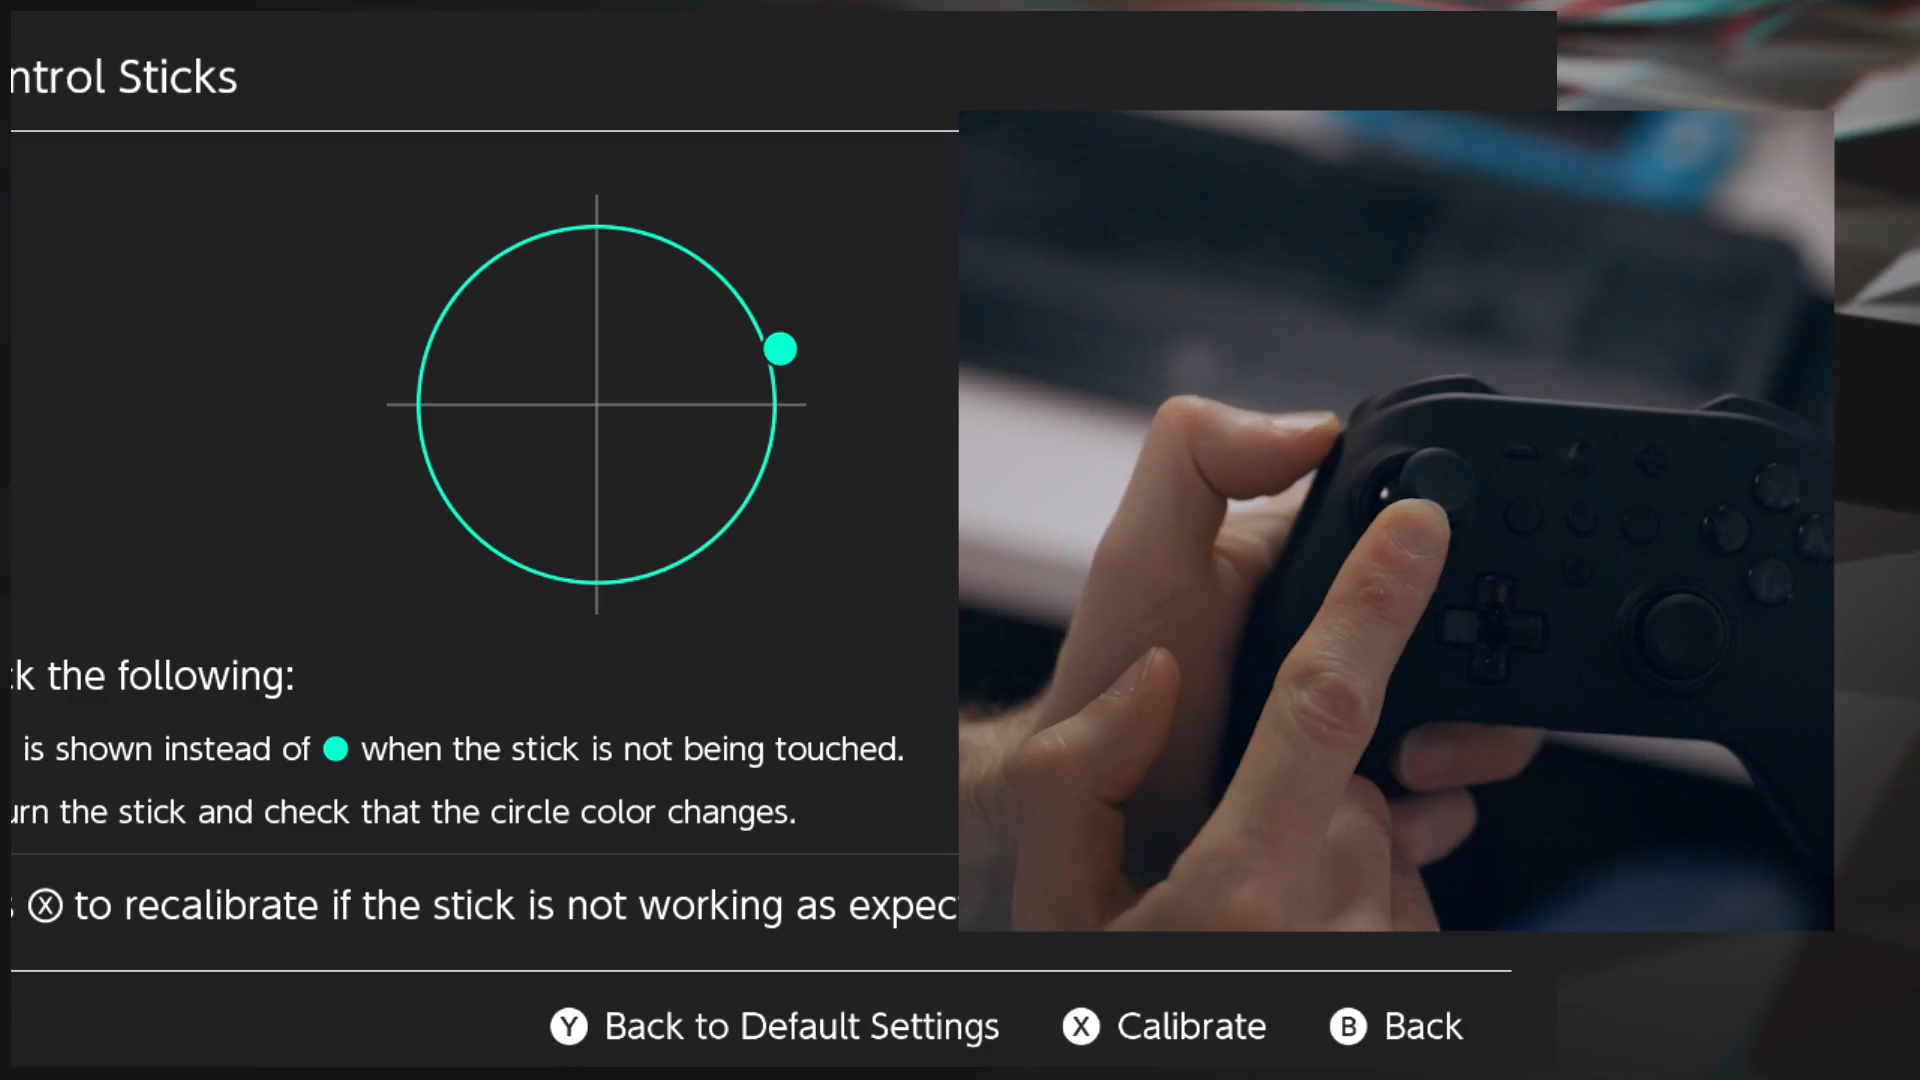 ntrol Sticks
ck the following:
is shown instead of when the stick is not being touched.
urn the stick and check that the circle color changes.
s X to recalibrate if the stick is not working as expec
Y Back to Default Settings X Calibrate B Back
A